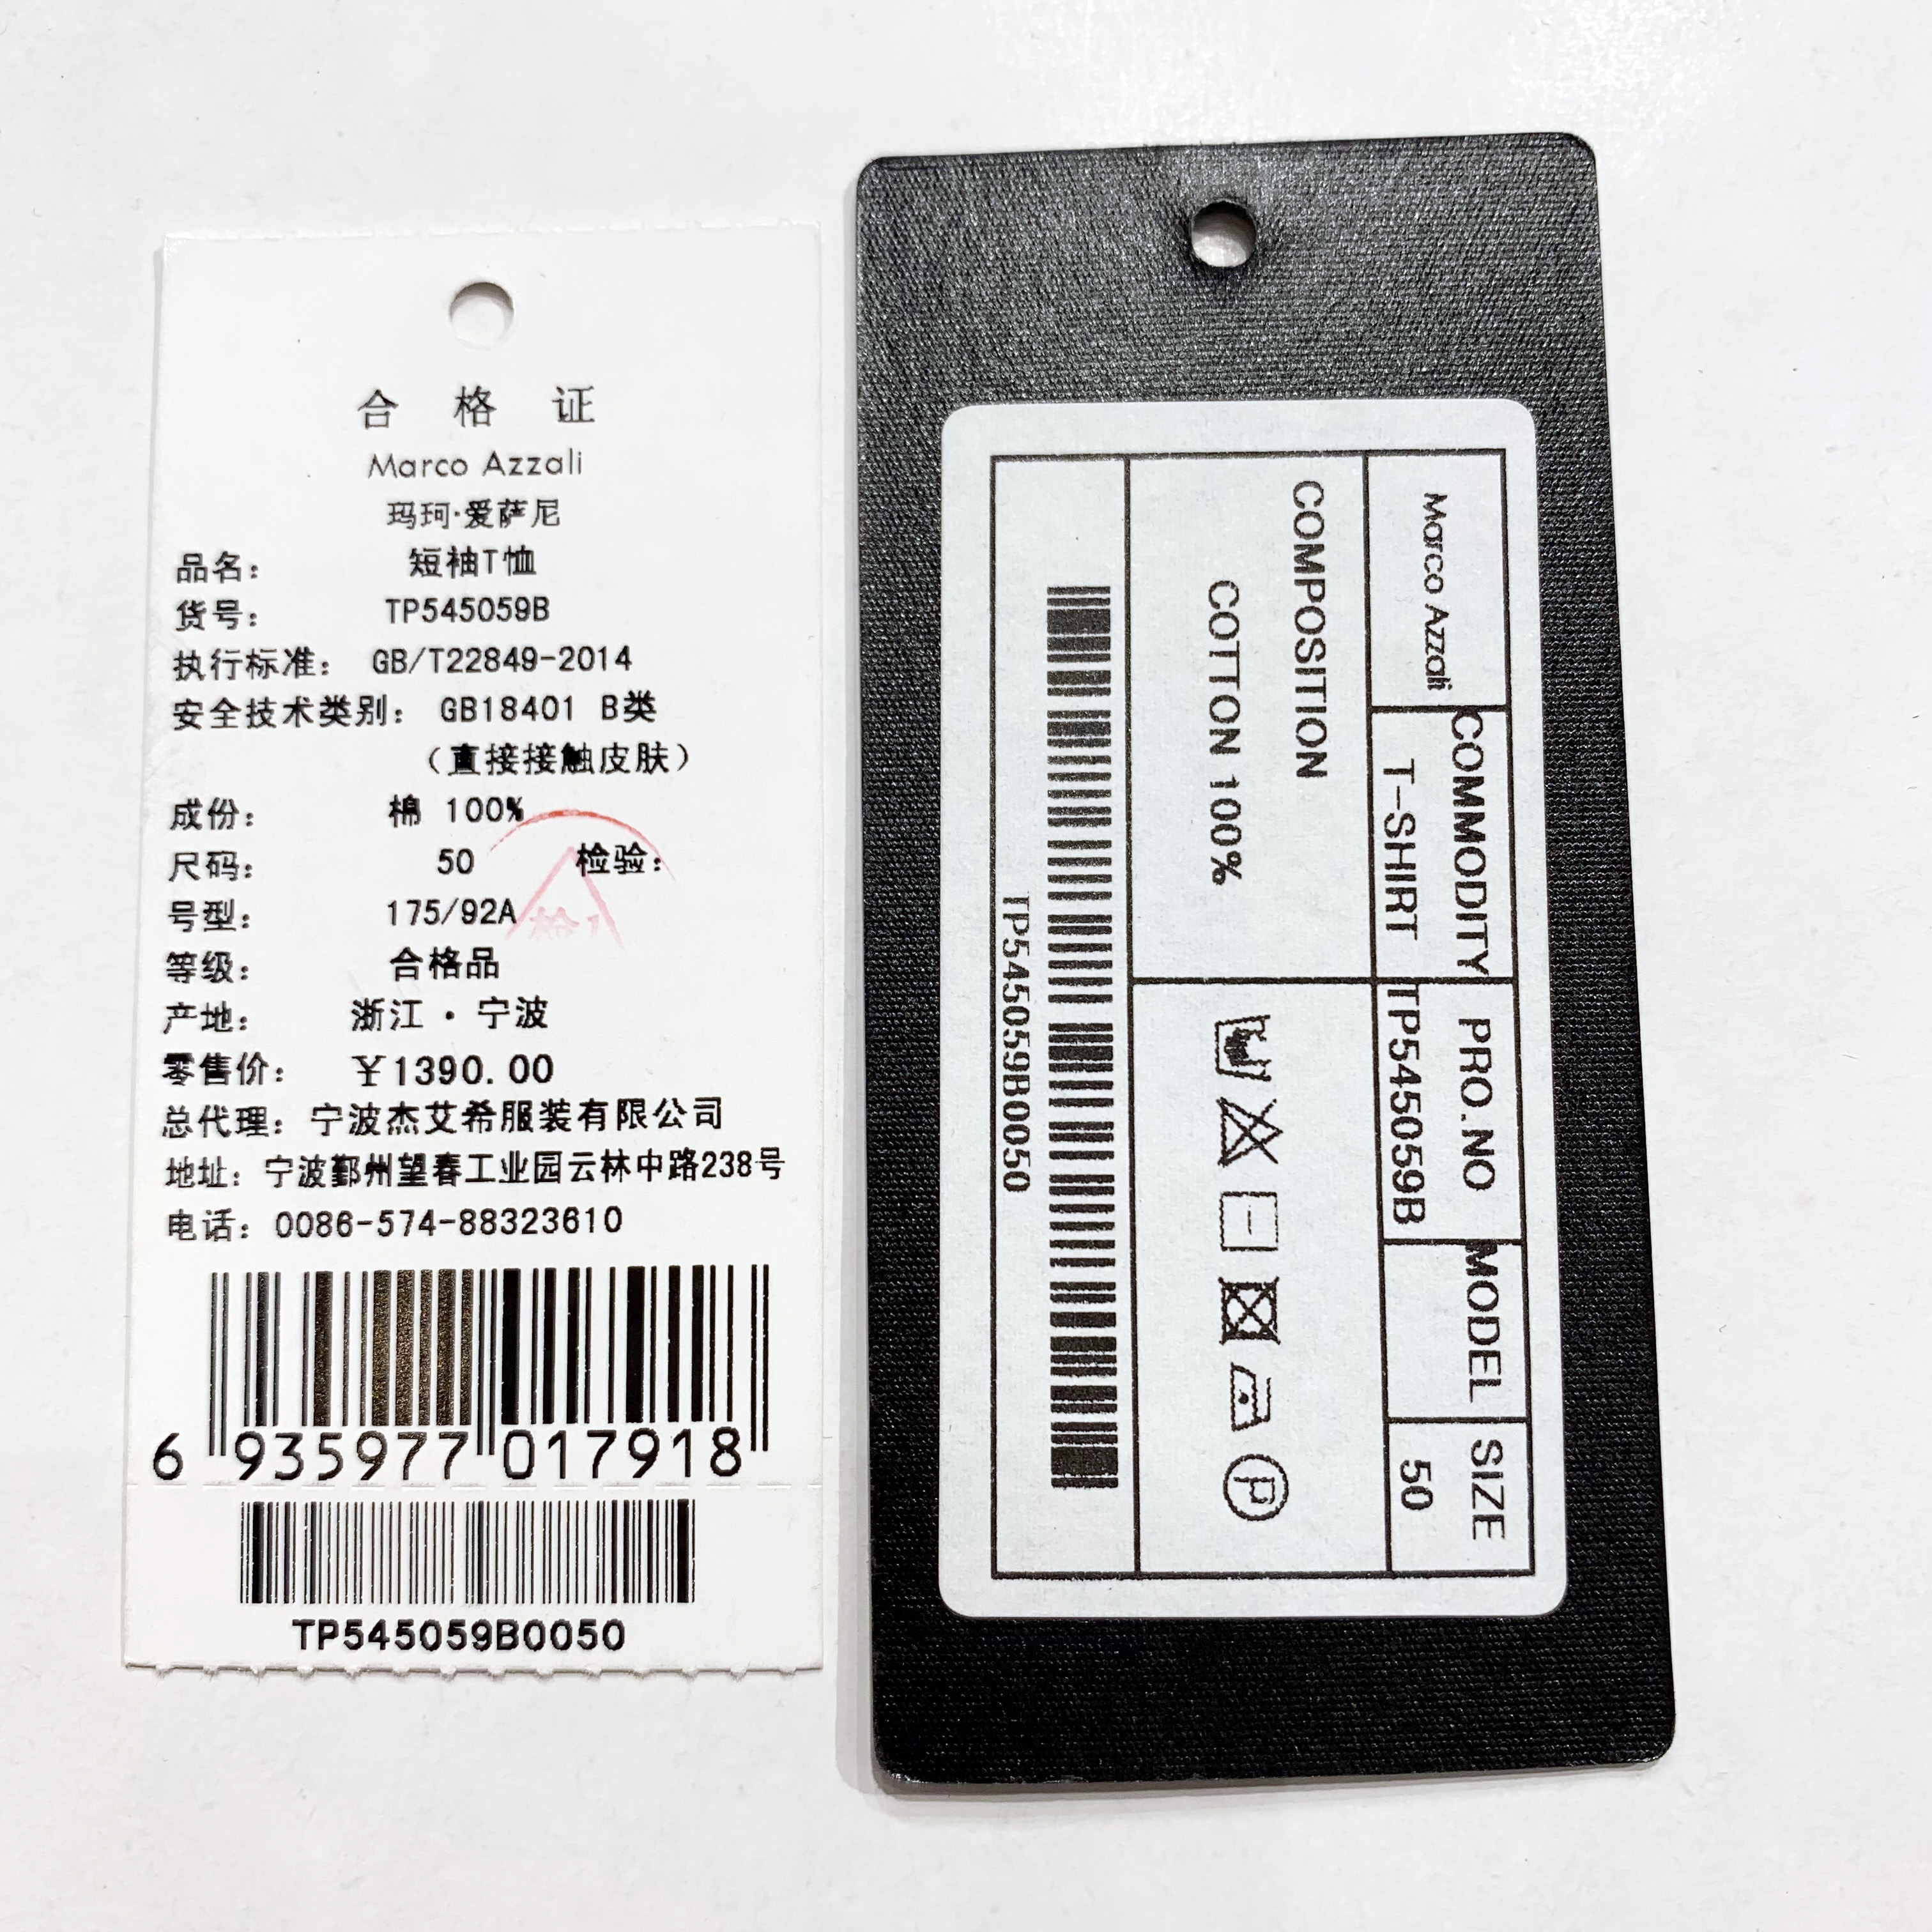 合 格 证
Marco Azzali
玛珂·爱萨尼
品名： 短袖T恤
货号： TP545059B
执行标准： GB/T22849-2014
安全技术类别： GB18401 B类
（直接接触皮肤）
成份： 棉 100%
尺码： 50 检验：
号型： 175/92A
等级： 合格品
产地： 浙江·宁波
零售价： ￥1390.00
总代理：宁波杰艾希服装有限公司
地址：宁波鄞州望春工业园云林中路238号
电话：0086-574-88323610
6 935977 017918
TP545059B0050
Marco Azzali
COMMODITY
T-SHIRT
PRO.NO
TP545059B
MODEL
SIZE
50
COMPOSITION
COTTON 100%
TP545059B0050